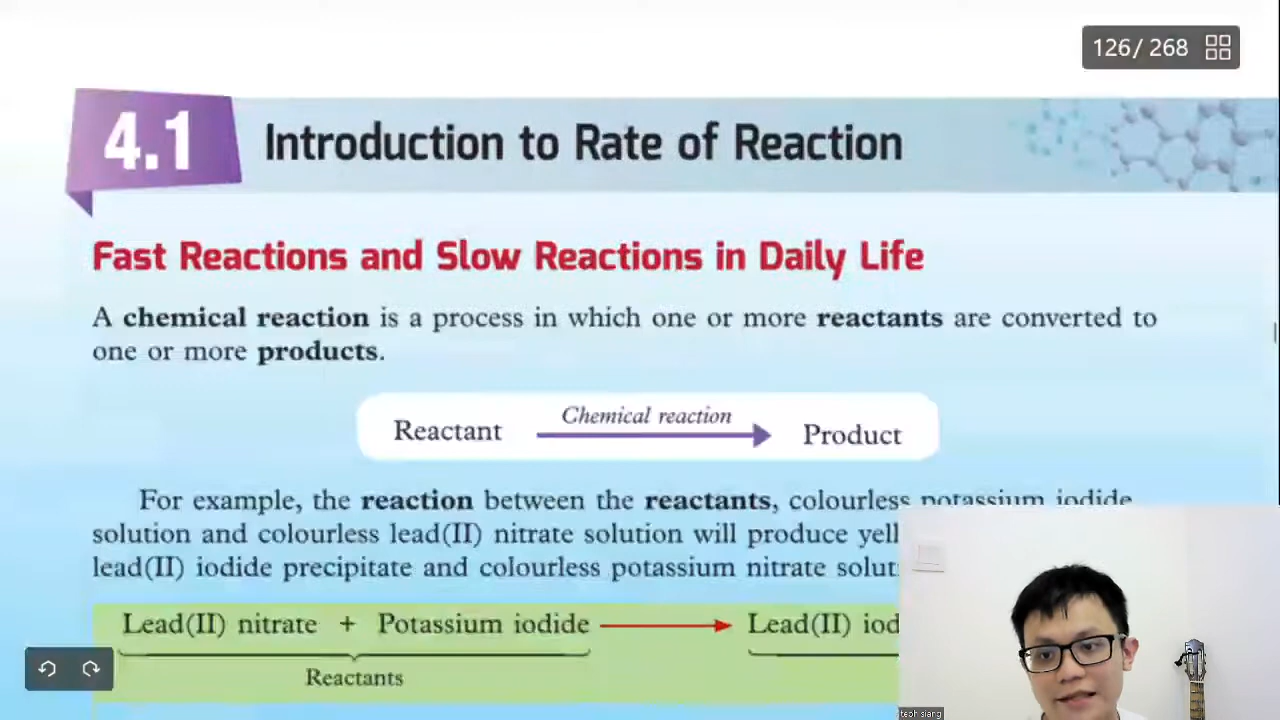 126/ 268
4.1 Introduction to Rate of Reaction
Fast Reactions and Slow Reactions in Daily Life
A chemical reaction is a process in which one or more reactants are converted to
one or more products.
Chemical reaction
Reactant Product
For example, the reaction between the reactants, colourless potassium iodide
solution and colourless lead(II) nitrate solution will produce yell
lead(II) iodide precipitate and colourless potassium nitrate solut
Lead(II) nitrate + Potassium iodide Lead(II) iod
Reactants
teoh siang